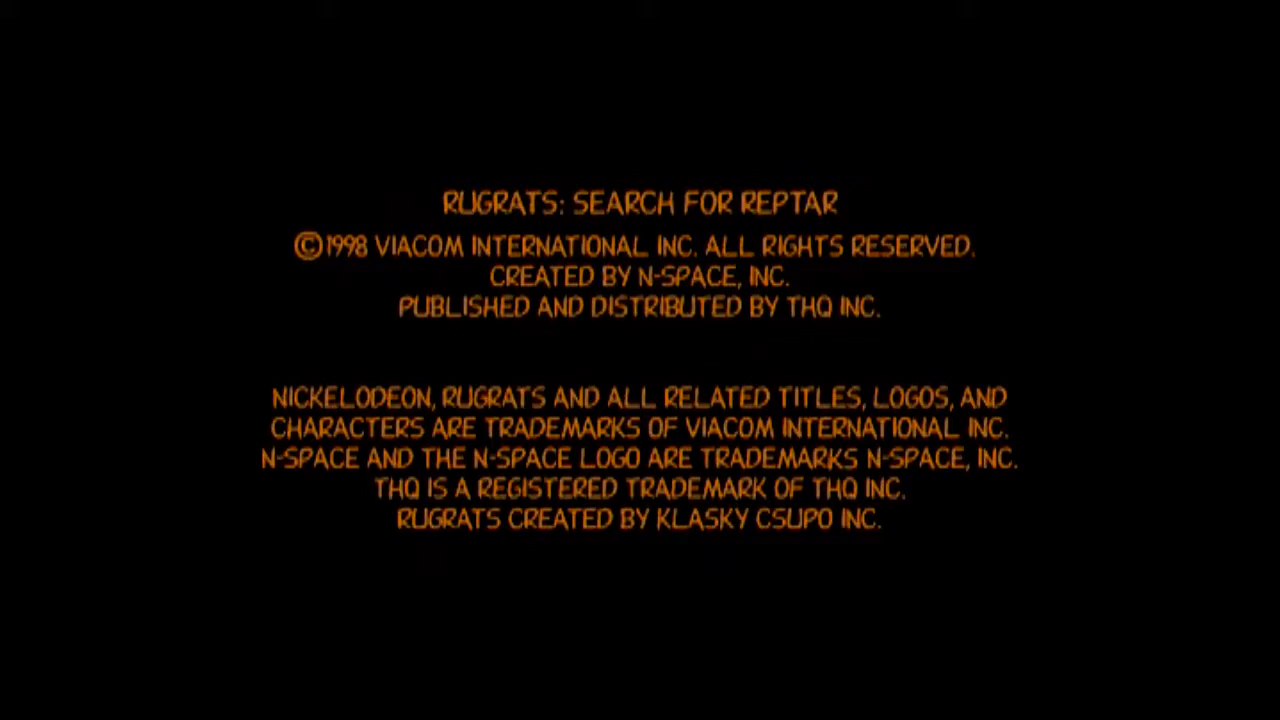 RUGRATS: SEARCH FOR REPTAR
©1998 VIACOM INTERNATIONAL INC. ALL RIGHTS RESERVED.
CREATED BY N-SPACE, INC.
PUBLISHED AND DISTRIBUTED BY THQ INC.
NICKELODEON, RUGRATS AND ALL RELATED TITLES, LOGOS, AND
CHARACTERS ARE TRADEMARKS OF VIACOM INTERNATIONAL INC.
N-SPACE AND THE N-SPACE LOGO ARE TRADEMARKS N-SPACE, INC.
THQ IS A REGISTERED TRADEMARK OF THQ INC.
RUGRATS CREATED BY KLASKY CSUPO INC.